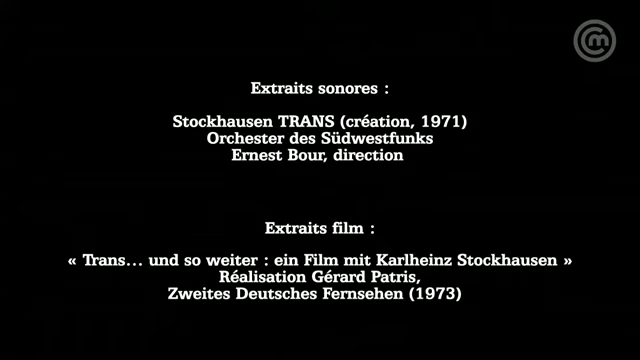 Extraits sonores :
Stockhausen TRANS (création, 1971)
Orchester des Südwestfunks
Ernest Bour, direction
Extraits film :
« Trans... und so weiter : ein Film mit Karlheinz Stockhausen »
Réalisation Gérard Patris,
Zweites Deutsches Fernsehen (1973)